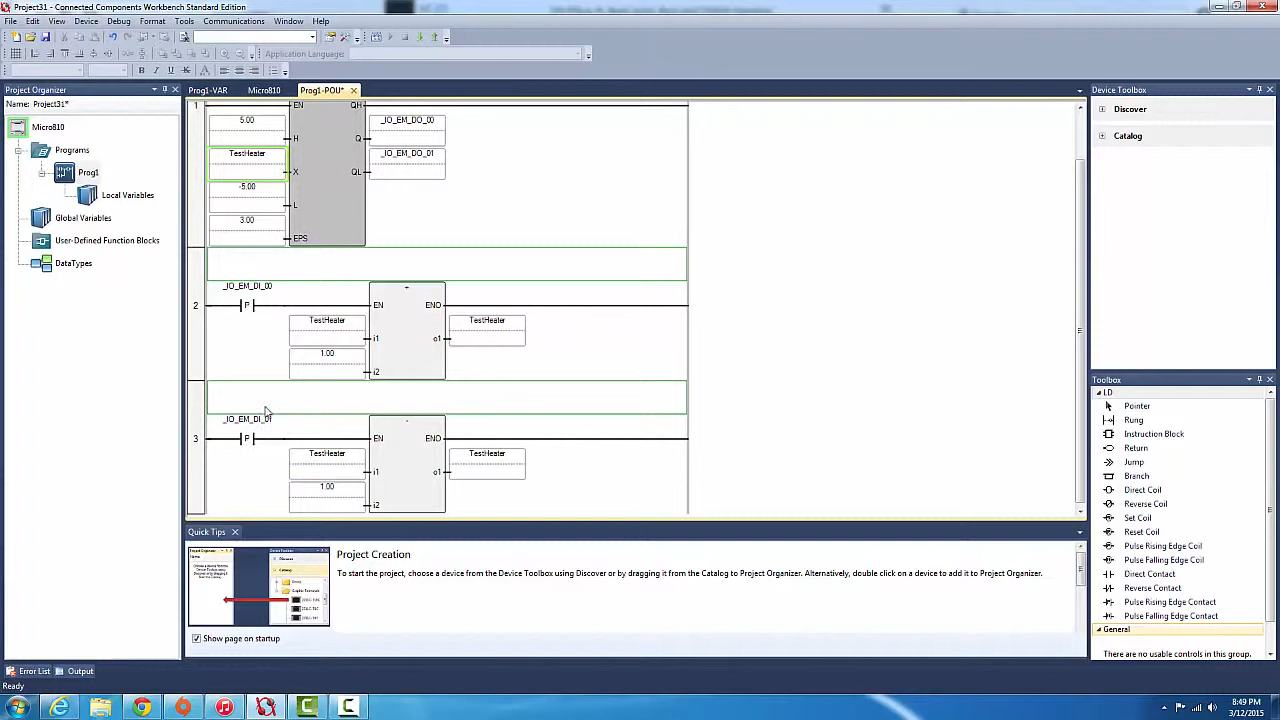 Project31 - Connected Components Workbench Standard Edition
File Edit View Device Debug Format Tools Communications Window Help
Application Language:
Project Organizer
Name: Project31*
Micro810
Programs
Prog1
Local Variables
Global Variables
User-Defined Function Blocks
DataTypes
Prog1-VAR Micro810 Prog1-POU*
1
EN QH
5.00 _IO_EM_DO_00
H Q
TestHeater _IO_EM_DO_01
X QL
-5.00
L
3.00
EPS
_IO_EM_DI_00
2 P EN + ENO
TestHeater TestHeater
i1 o1
1.00
i2
_IO_EM_DI_01
3 P EN - ENO
TestHeater TestHeater
i1 o1
1.00
i2
Quick Tips
Project Creation
To start the project, choose a device from the Device Toolbox from Discover or by dragging it from the Catalog to Project Organizer. Alternatively, double click on a device to add it to Project Organizer.
Show page on startup
Device Toolbox
Discover
Catalog
Toolbox
LD
Pointer
Rung
Instruction Block
Return
Jump
Branch
Direct Coil
Reverse Coil
Set Coil
Reset Coil
Pulse Rising Edge Coil
Pulse Falling Edge Coil
Direct Contact
Reverse Contact
Pulse Rising Edge Contact
Pulse Falling Edge Contact
General
There are no usable controls in this group.
Error List Output
Ready
8:49 PM
3/12/2015